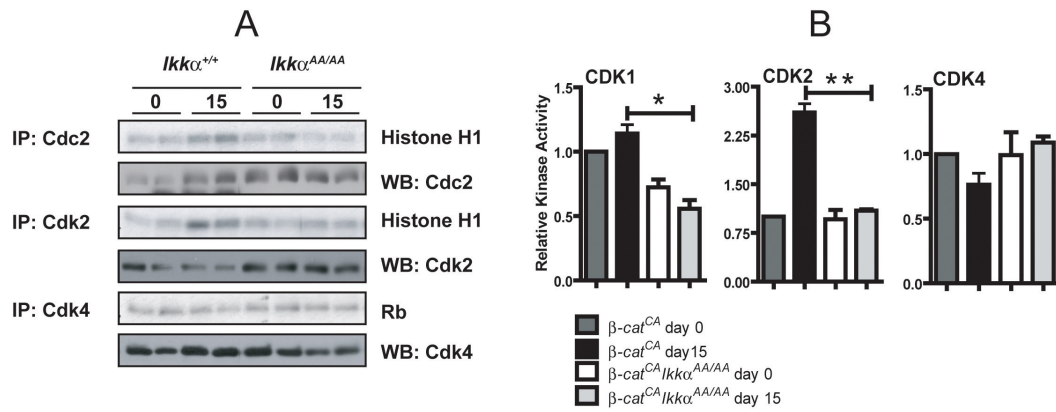 A
Ikkα+/+
IkkαAA/AA
0
15
0
15
IP: Cdc2
Histone H1
WB: Cdc2
IP: Cdk2
Histone H1
WB: Cdk2
IP: Cdk4
Rb
WB: Cdk4
B
Relative Kinase Activity
CDK1
*
1.5
1.0
0.5
0.0
CDK2
**
3.00
2.25
1.50
0.75
0.00
CDK4
1.5
1.0
0.5
0.0
β-catCA day 0
β-catCA day15
β-catCAIkkαAA/AA day 0
β-catCAIkkαAA/AA day 15